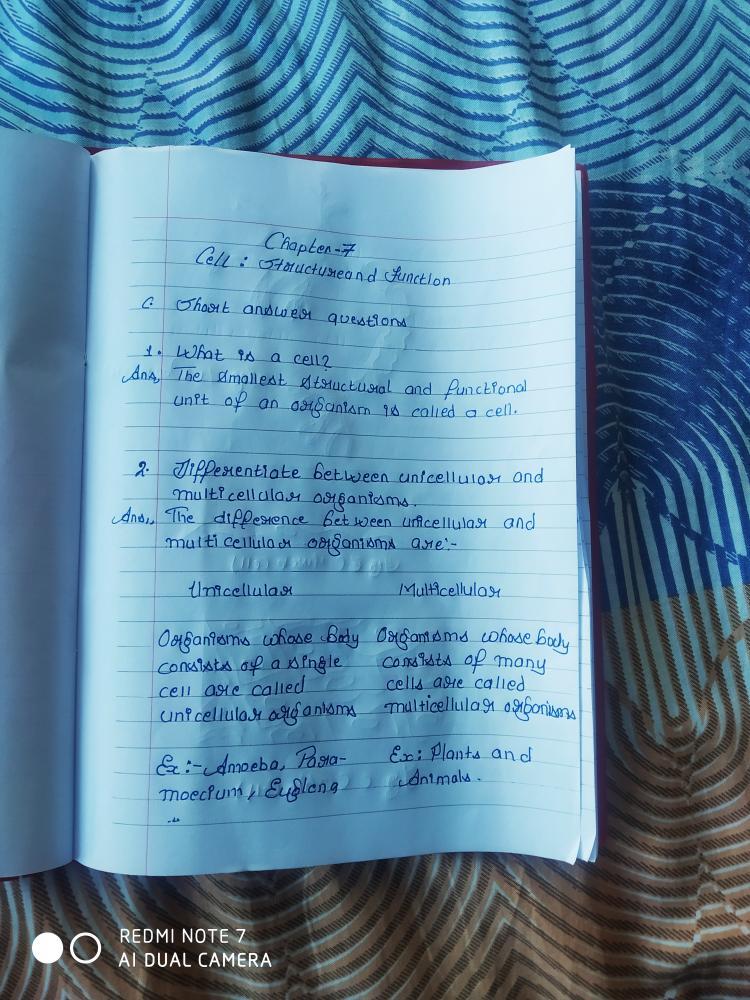 Chapter-7
Cell : Structure and Function
C. Short answer questions
1. What is a cell?
Ans, The smallest structural and functional
unit of an organism is called a cell.
2. Differentiate between unicellular and
multicellular organisms.
Ans,, The difference between unicellular and
multicellular organisms are:-
Unicellular Multicellular
Organisms whose body Organisms whose body
consists of a single consists of many
cell are called cells are called
unicellular organisms multicellular organisms
Ex:- Amoeba, Para- Ex: Plants and
moecium, Euglena Animals.
REDMI NOTE 7
AI DUAL CAMERA